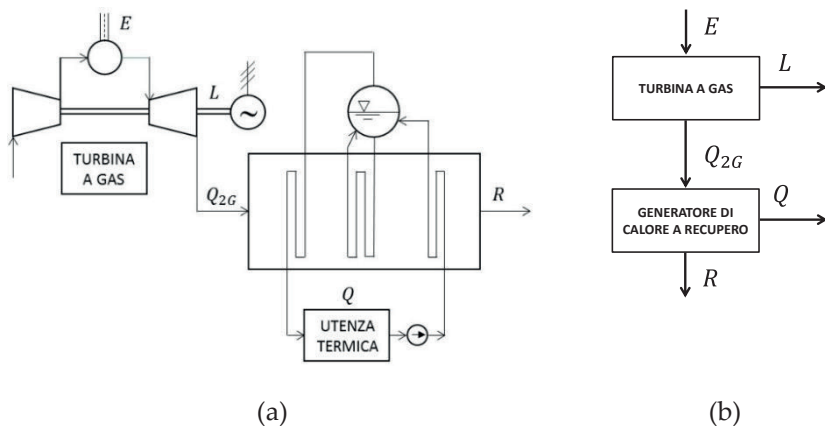 E
L
~
TURBINA
A GAS
Q2G
R
Q
UTENZA
TERMICA
(a)
E
TURBINA A GAS
L
Q2G
GENERATORE DI
CALORE A RECUPERO
Q
R
(b)